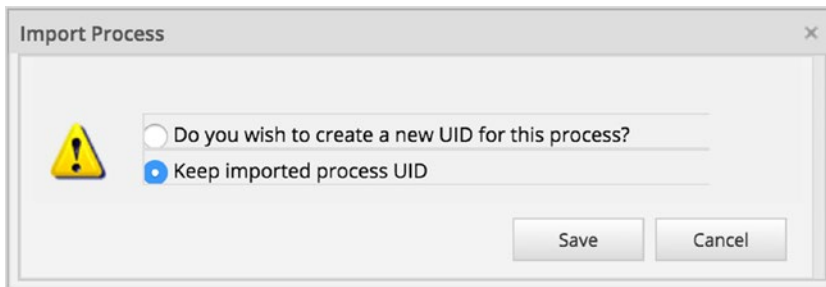 Import Process
Do you wish to create a new UID for this process?
Keep imported process UID
Save
Cancel